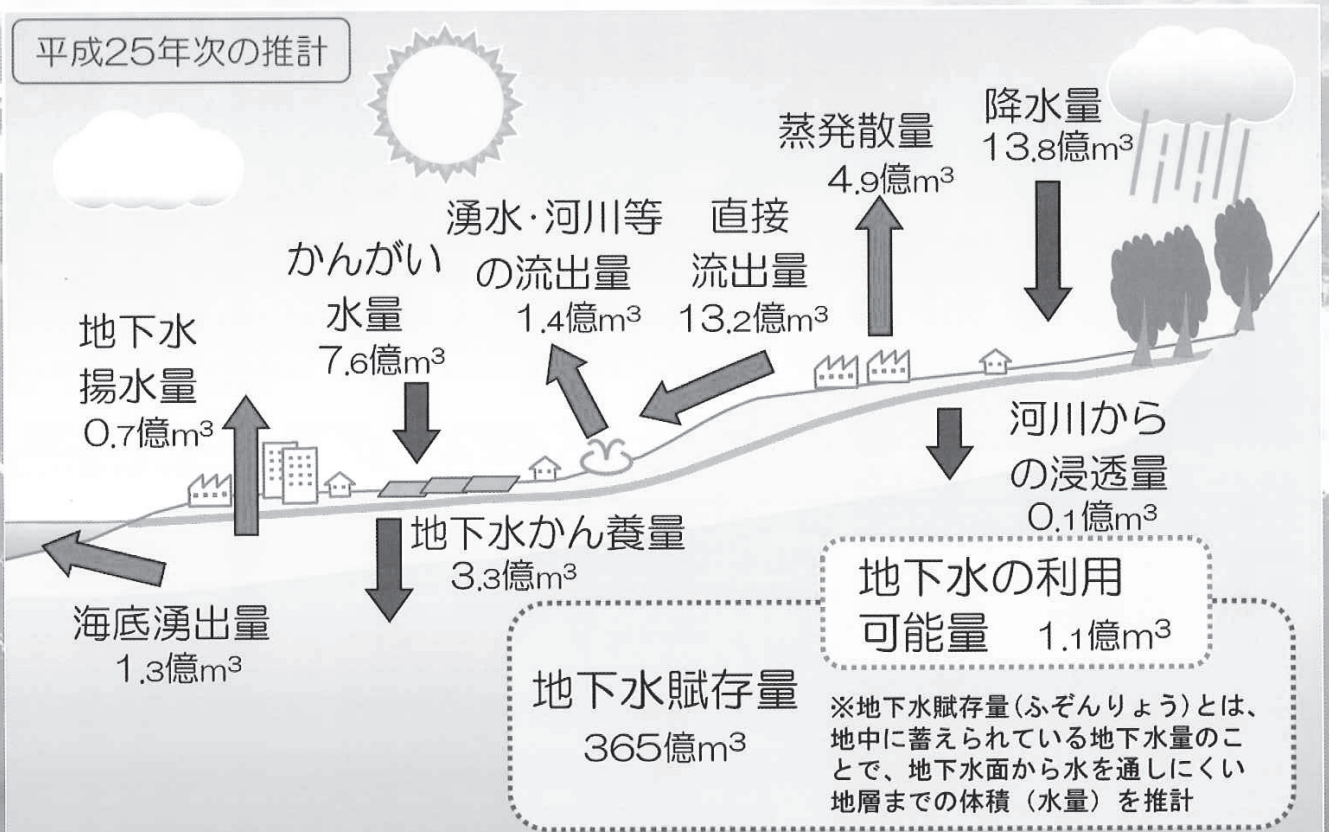 平成25年次の推計
降水量
13.8億m³
蒸発散量
4.9億m³
直接
流出量
13.2億m³
湧水・河川等
の流出量
1.4億m³
かんがい
水量
7.6億m³
地下水
揚水量
0.7億m³
河川から
の浸透量
0.1億m³
地下水かん養量
3.3億m³
海底湧出量
1.3億m³
地下水の利用
可能量 1.1億m³
地下水賦存量
365億m³
※地下水賦存量(ふぞんりょう)とは、
地中に蓄えられている地下水量のこ
とで、地下水面から水を通しにくい
地層までの体積（水量）を推計